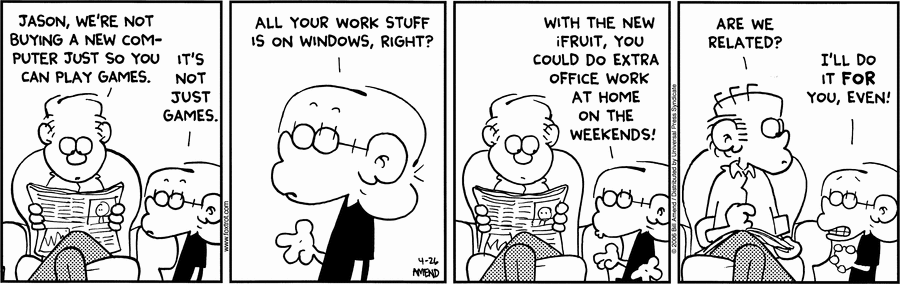 JASON, WE'RE NOT
BUYING A NEW COM-
PUTER JUST SO YOU
CAN PLAY GAMES.
IT'S
NOT
JUST
GAMES.
www.foxtrot.com
ALL YOUR WORK STUFF
IS ON WINDOWS, RIGHT?
4-26
AMEND
WITH THE NEW
iFRUIT, YOU
COULD DO EXTRA
OFFICE WORK
AT HOME
ON THE
WEEKENDS!
© 2006 Bill Amend / Distributed by Universal Press Syndicate
ARE WE
RELATED?
I'LL DO
IT FOR
YOU, EVEN!